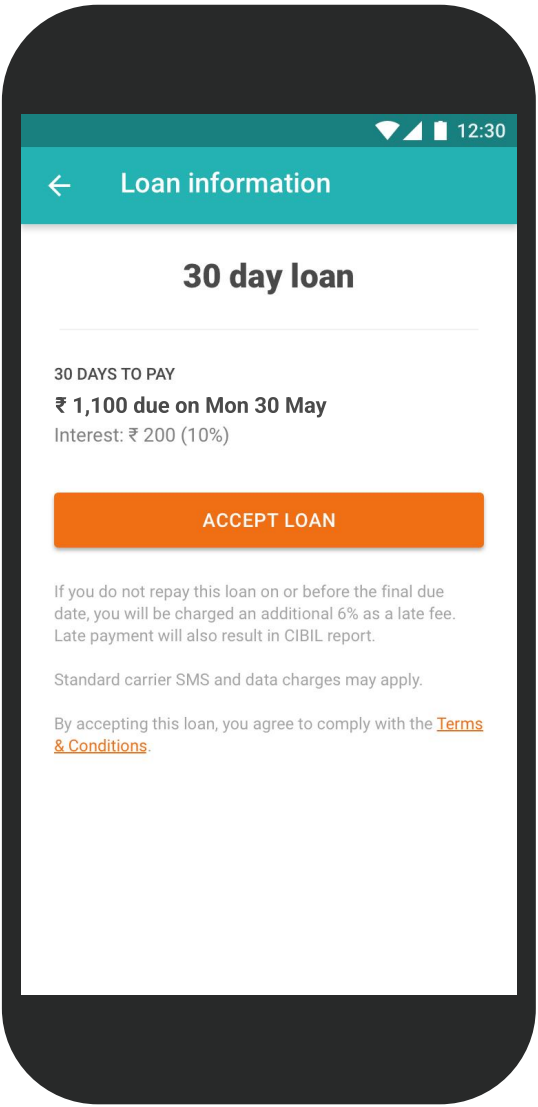 12:30
Loan information
30 day loan
30 DAYS TO PAY
₹ 1,100 due on Mon 30 May
Interest: ₹ 200 (10%)
ACCEPT LOAN
If you do not repay this loan on or before the final due
date, you will be charged an additional 6% as a late fee.
Late payment will also result in CIBIL report.
Standard carrier SMS and data charges may apply.
By accepting this loan, you agree to comply with the Terms
& Conditions.